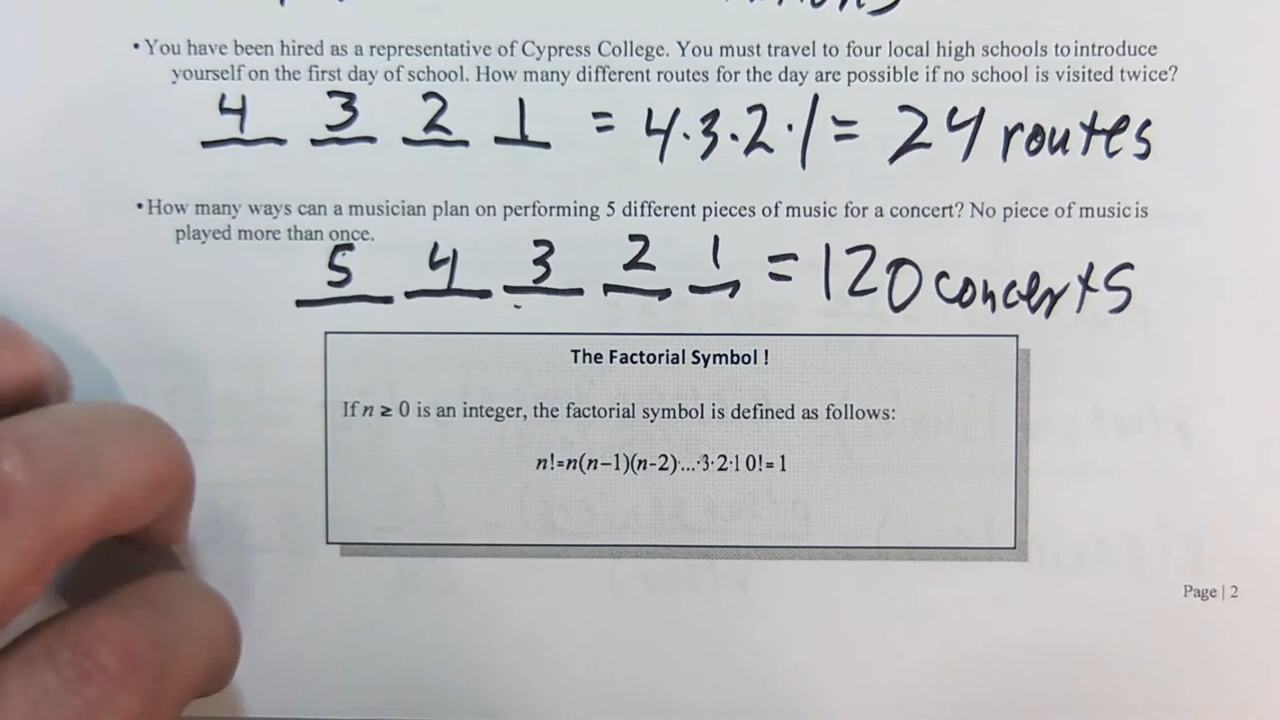 • You have been hired as a representative of Cypress College. You must travel to four local high schools to introduce
yourself on the first day of school. How many different routes for the day are possible if no school is visited twice?
4 3 2 1 = 4·3·2·1 = 24 routes
• How many ways can a musician plan on performing 5 different pieces of music for a concert? No piece of music is
played more than once.
5 4 3 2 1 = 120 concerts
The Factorial Symbol !
If n ≥ 0 is an integer, the factorial symbol is defined as follows:
n!=n(n−1)(n-2)·...·3·2·1 0!= 1
Page | 2